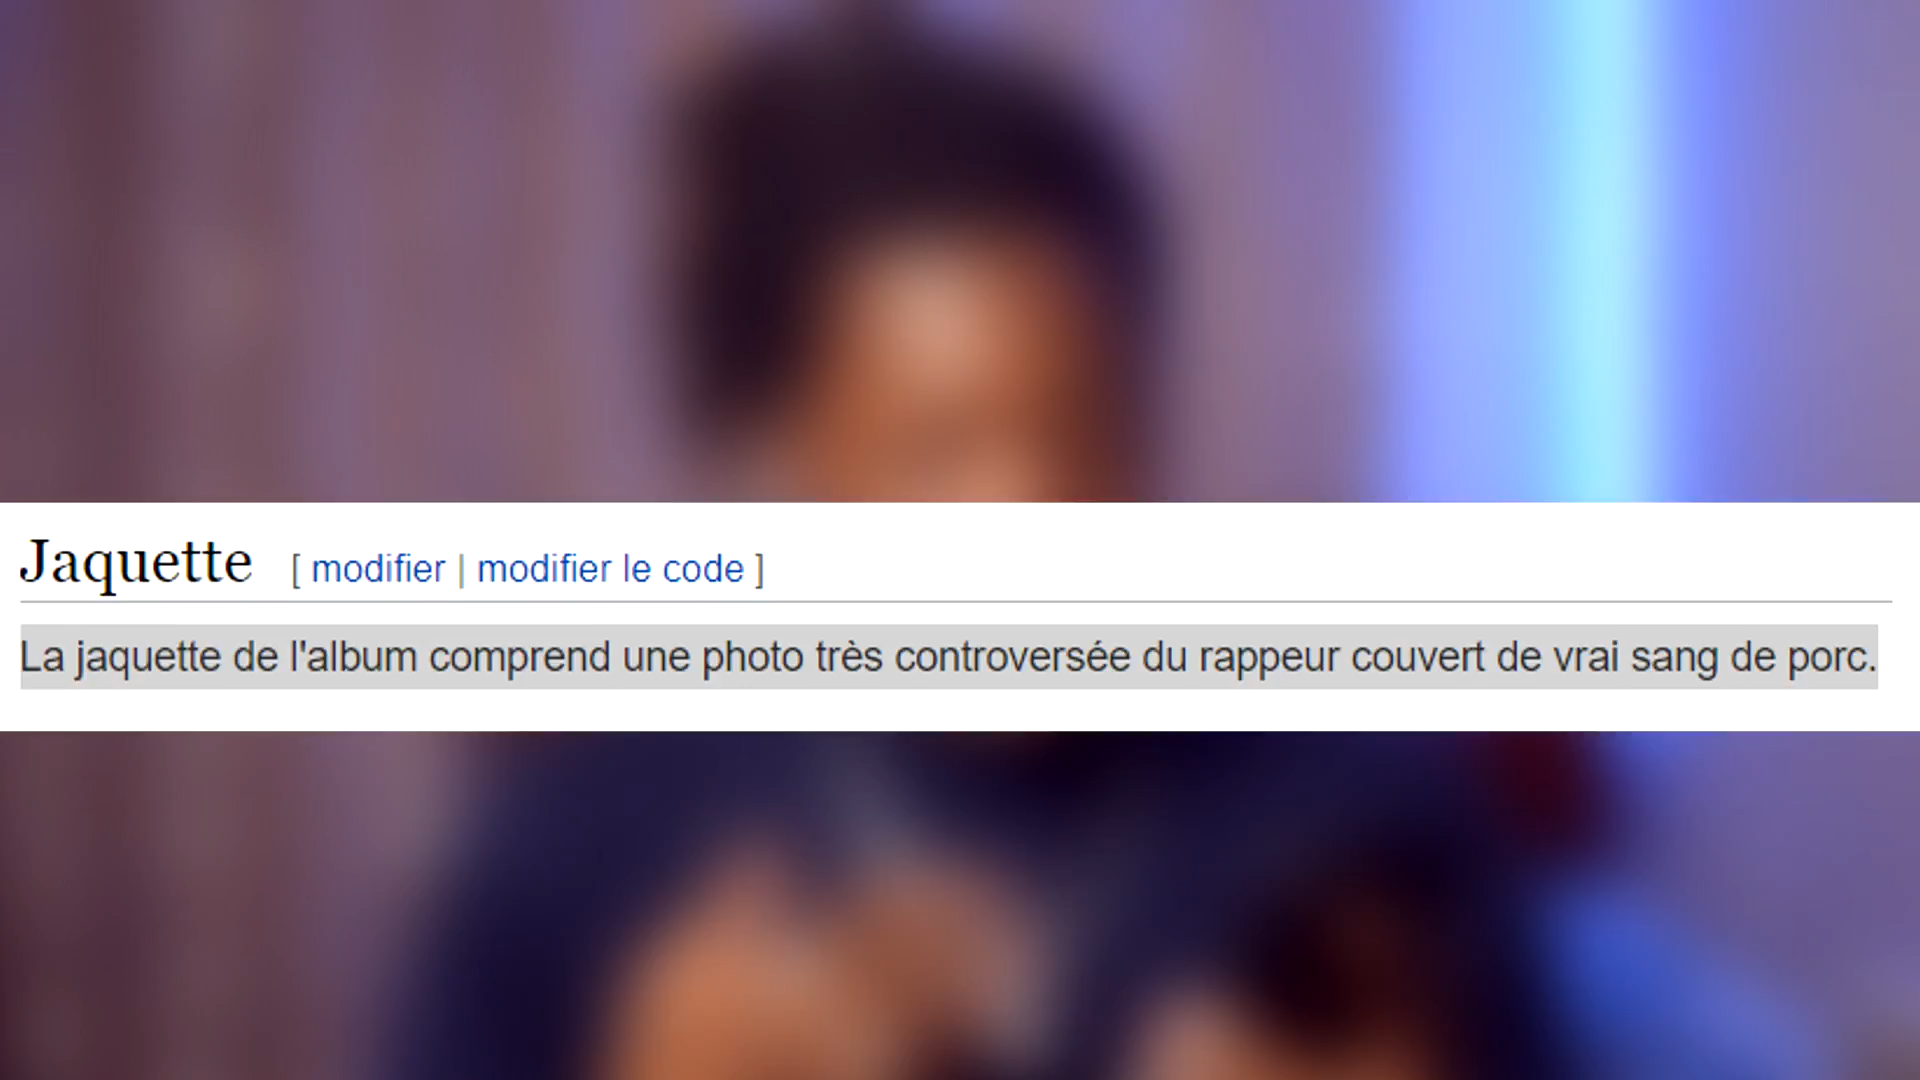 Jaquette [ modifier | modifier le code ]
La jaquette de l'album comprend une photo très controversée du rappeur couvert de vrai sang de porc.